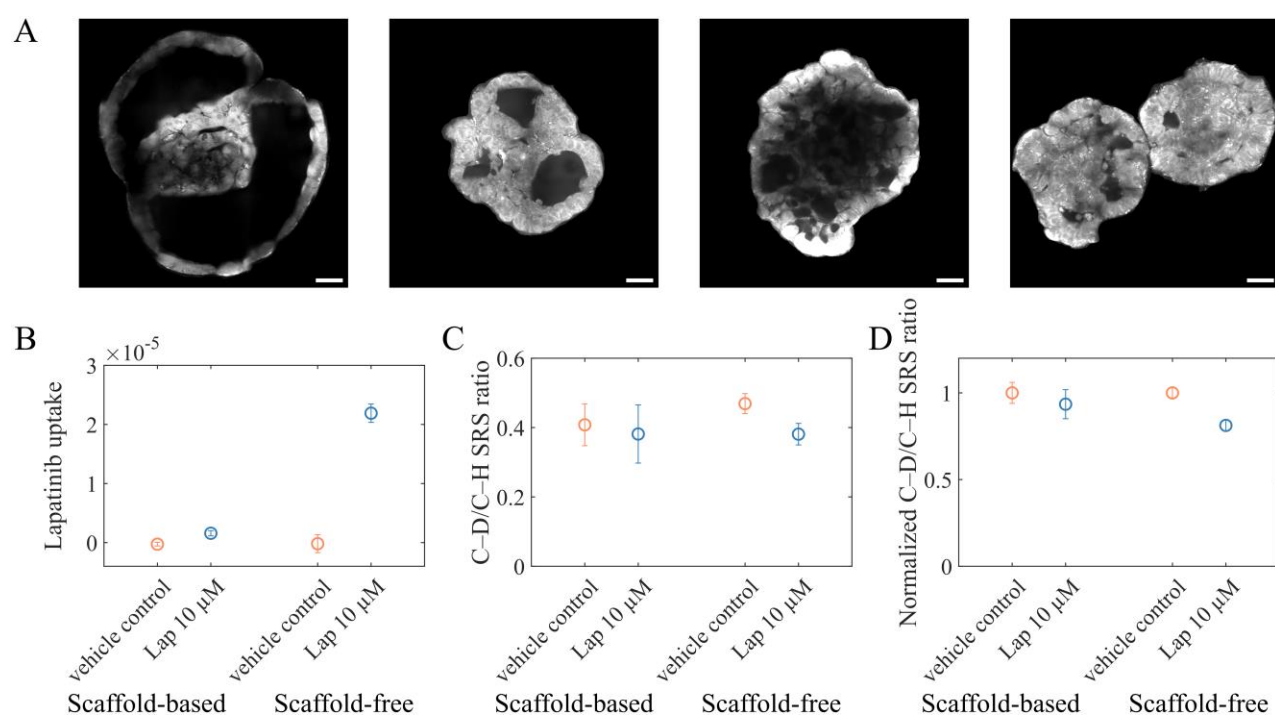 A
B
×10⁻⁵
3
2
1
0
Lapatinib uptake
vehicle control
Lap 10 μM
vehicle control
Lap 10 μM
Scaffold-based
Scaffold-free
C
0.6
0.4
0.2
0
C–D/C–H SRS ratio
vehicle control
Lap 10 μM
vehicle control
Lap 10 μM
Scaffold-based
Scaffold-free
D
1
0.5
0
Normalized C–D/C–H SRS ratio
vehicle control
Lap 10 μM
vehicle control
Lap 10 μM
Scaffold-based
Scaffold-free